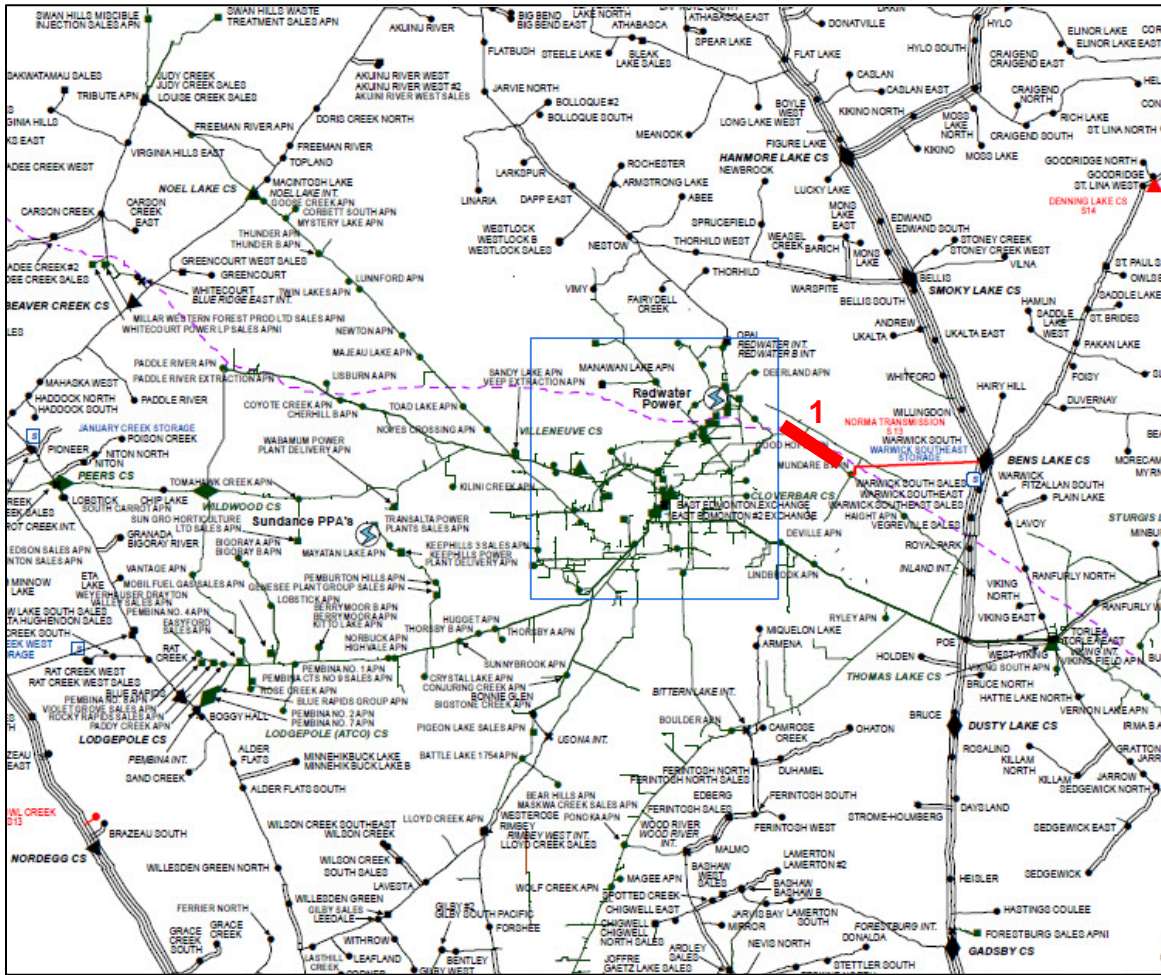 SWAN HILLS MISCIBLE
INJECTION SALES APN
SWAN HILLS WASTE
TREATMENT SALES APN
AKUINU RIVER
BIG BEND
BIG BEND EAST
LAKE NORTH
ATHABASCA
ATHABASCA EAST
SPEAR LAKE
DONATVILLE
HYLO
ELINOR LAKE
ELINOR LAKE EAST
FLATBUSH
STEELE LAKE
BLEAK
LAKE SALES
FLAT LAKE
HYLO SOUTH
CRAIGEND
CRAIGEND EAST
SAKWATAMAU SALES
JUDY CREEK
JUDY CREEK SALES
LOUISE CREEK SALES
TRIBUTE APN
AKUINU RIVER WEST
AKUINU RIVER WEST #2
AKUINI RIVER WEST SALES
JARVIE NORTH
BOLLOQUE #2
BOLLOQUE SOUTH
CASLAN
CASLAN EAST
CRAIGEND
NORTH
RICH LAKE
DORIS CREEK NORTH
BOYLE
WEST
LONG LAKE WEST
KIKINO NORTH
KIKINO
MOSS
LAKE
NORTH
CRAIGEND SOUTH
MOSS LAKE
ST. LINA NORTH
FREEMAN RIVER APN
FREEMAN RIVER
TOPLAND
VIRGINIA HILLS EAST
MEANOOK
FIGURE LAKE
HANMORE LAKE CS
NEWBROOK
LUCKY LAKE
GOODRIDGE NORTH
GOODRIDGE
ST. LINA WEST
DENNING LAKE CS
S14
NOEL LAKE CS
MACINTOSH LAKE
NOEL LAKE INT.
GOOSE CREEK APN
CORBETT SOUTH APN
MYSTERY LAKE APN
LARKSPUR
LINARIA
DAPP EAST
ROCHESTER
ARMSTRONG LAKE
ABEE
SPRUCEFIELD
MONS
LAKE
EAST
WEASEL
CREEK
BARICH
MONS
LAKE
EDWAND
EDWAND SOUTH
STONEY CREEK
STONEY CREEK WEST
VILNA
CARSON CREEK
CARSON
CREEK
EAST
THUNDER APN
THUNDER B APN
WESTLOCK
WESTLOCK B
WESTLOCK SALES
NESTOW
THORHILD WEST
THORHILD
WARSPITE
BELLIS
BELLIS SOUTH
SMOKY LAKE CS
GREENCOURT WEST SALES
GREENCOURT
WHITECOURT
BLUE RIDGE EAST INT.
BEAVER CREEK CS
MILLAR WESTERN FOREST PROD LTD SALES APNI
WHITECOURT POWER LP SALES APNI
LUNNFORD APN
TWIN LAKES APN
VIMY
FAIRYDELL
CREEK
HAMLIN
SADDLE
LAKE
WEST
ST. BRIDES
PAKAN LAKE
ANDREW
UKALTA
UKALTA EAST
NEWTON APN
MAJEAU LAKE APN
OPAL
REDWATER INT.
REDWATER B INT
DEERLAND APN
SANDY LAKE APN
VEEP EXTRACTION APN
MANAWAN LAKE APN
PADDLE RIVER APN
PADDLE RIVER EXTRACTION APN
LISBURN A APN
COYOTE CREEK APN
CHERHILL B APN
TOAD LAKE APN
NOYES CROSSING APN
VILLENEUVE CS
Redwater
Power
1
WHITFORD
HAIRY HILL
FOISY
DUVERNAY
WILLINGDON
NORMA TRANSMISSION
S13
WARWICK SOUTH
WARWICK SOUTHEAST
STORAGE
BENS LAKE CS
MAHASKA WEST
HADDOCK NORTH
HADDOCK SOUTH
PADDLE RIVER
JANUARY CREEK STORAGE
POISON CREEK
PIONEER
NITON NORTH
NITON
PEERS CS
WABAMUM POWER
PLANT DELIVERY APN
MUNDARE B APN
WARWICK SOUTH SALES
WARWICK SOUTHEAST
WARWICK SOUTHEAST SALES
HAIGHT APN
VEGREVILLE SALES
WARWICK
FITZALLAN SOUTH
PLAIN LAKE
LAVOY
LOBSTICK
CHIP LAKE
SOUTH CARROT APN
TOMAHAWK CREEK APN
WILDWOOD CS
SUN GRO HORTICULTURE
LTD SALES APN
Sundance PPA's
KILINI CREEK APN
TRANSALTA POWER
PLANTS SALES APN
CLOVERBAR CS
EAST EDMONTON EXCHANGE
EAST EDMONTON #2 EXCHANGE
GRANADA
BIGORAY RIVER
BIGORAY A APN
BIGORAY B APN
MAYATAN LAKE APN
KEEPHILLS 3 SALES APN
KEEPHILLS POWER
PLANT DELIVERY APN
DEVILLE APN
LINDBROOK APN
ROYAL PARK
INLAND INT.
VIKING
NORTH
VIKING EAST
RANFURLY NORTH
ETA
LAKE
VANTAGE APN
MOBIL FUEL GAS SALES APN
WEYERHAUSER DRAYTON
VALLEY SALES APN
PEMBINA NO. 4 APN
EASYFORD
SALES APN
GENESEE PLANT GROUP SALES APN
PEMBURTON HILLS APN
LOBSTICK APN
BERRYMOOR B APN
BERRYMOOR A APN
KITTO LAKE APN
NORBUCK APN
HIGHVALE APN
HUGGET APN
THORSBY B APN
THORSBY A APN
SUNNYBROOK APN
RYLEY APN
POE
WEST VIKING
VIKING SOUTH APN
TORLEA
TORLEA EAST
VIKING INT.
VIKING FIELD APN
MIQUELON LAKE
ARMENA
HOLDEN
THOMAS LAKE CS
BRUCE NORTH
HATTIE LAKE NORTH
VERNON LAKE APN
RAT
CREEK
RAT CREEK WEST
RAT CREEK WEST SALES
BLUE RAPIDS
PEMBINA NO. 8 APN
VIOLET GROVE SALES APN
ROCKY RAPIDS SALES APN
PADDY CREEK APN
LODGEPOLE CS
PEMBINA NO. 1 APN
PEMBINA CTS NO 9 SALES APN
ROSE CREEK APN
BLUE RAPIDS GROUP APN
PEMBINA NO. 2 APN
PEMBINA NO. 7 APN
LODGEPOLE (ATCO) CS
BOGGY HALL
PEMBINA INT.
SAND CREEK
CRYSTAL LAKE APN
CONJURING CREEK APN
BONNIE GLEN
BIGSTONE CREEK APN
PIGEON LAKE SALES APN
USONA INT.
BATTLE LAKE 1754 APN
BITTERN LAKE INT.
BOULDER APN
CAMROSE
CREEK
OHATON
DUHAMEL
BRUCE
DUSTY LAKE CS
ROSALIND
KILLAM
NORTH
KILLAM
JARROW
SEDGEWICK NORTH
ALDER
FLATS
MINNEHIKBUCK LAKE
MINNEHIK BUCK LAKE B
ALDER FLATS SOUTH
BEAR HILLS APN
MASKWA CREEK SALES APN
PONOKA APN
WESTEROSE
RIMBEY
RIMBEY WEST INT.
LLOYD CREEK SALES
LLOYD CREEK APN
FERINTOSH NORTH
FERINTOSH NORTH SALES
EDBERG
FERINTOSH SALES
FERINTOSH SOUTH
FERINTOSH WEST
WOOD RIVER
WOOD RIVER
INT.
MALMO
DAYSLAND
STROME-HOLMBERG
SEDGEWICK EAST
SEDGEWICK
BRAZEAU SOUTH
NORDEGG CS
WILSON CREEK SOUTHEAST
WILSON CREEK
WILSON
CREEK
SOUTH
WILLESDEN GREEN NORTH
WILLESDEN GREEN
GILBY SALES
LEEDALE
LAVESTA
WOLF CREEK APN
MAGEE APN
BASHAW
WEST
SALES
LAMERTON
LAMERTON #2
BASHAW
BASHAW B
HEISLER
SPOTTED CREEK
CHIGWELL EAST
CHIGWELL
CHIGWELL
NORTH SALES
JARVIS BAY
MIRROR
LAMERTON
SOUTH
HASTINGS COULEE
FERRIER NORTH
GRACE
CREEK
GRACE
CREEK
SOUTH
GILBY #2
GILBY SOUTH PACIFIC
FORSHEE
WITHROW
LEAFLAND
LASTHILL
CREEK
BENTLEY
GILBY WEST
JOFFRE
GAETZ LAKE SALES
ARDLEY
SALES
NEVIS NORTH
FORESTBURG INT.
DONALDA
STETTLER SOUTH
FORESTBURG SALES APNI
GADSBY CS